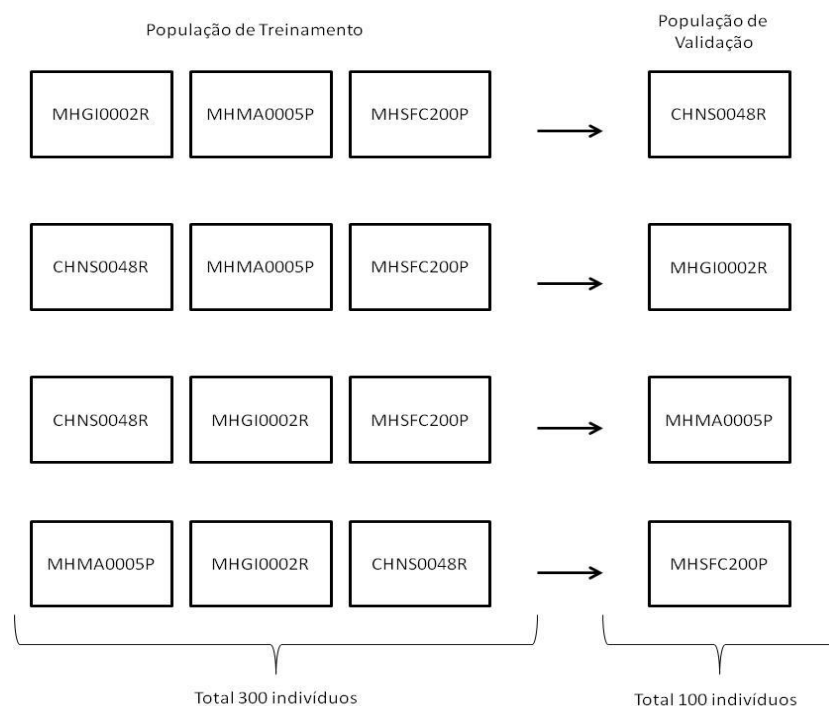 População de Treinamento
População de
Validação
MHGI0002R MHMA0005P MHSFC200P CHNS0048R
CHNS0048R MHMA0005P MHSFC200P MHGI0002R
CHNS0048R MHGI0002R MHSFC200P MHMA0005P
MHMA0005P MHGI0002R CHNS0048R MHSFC200P
Total 300 indivíduos Total 100 indivíduos